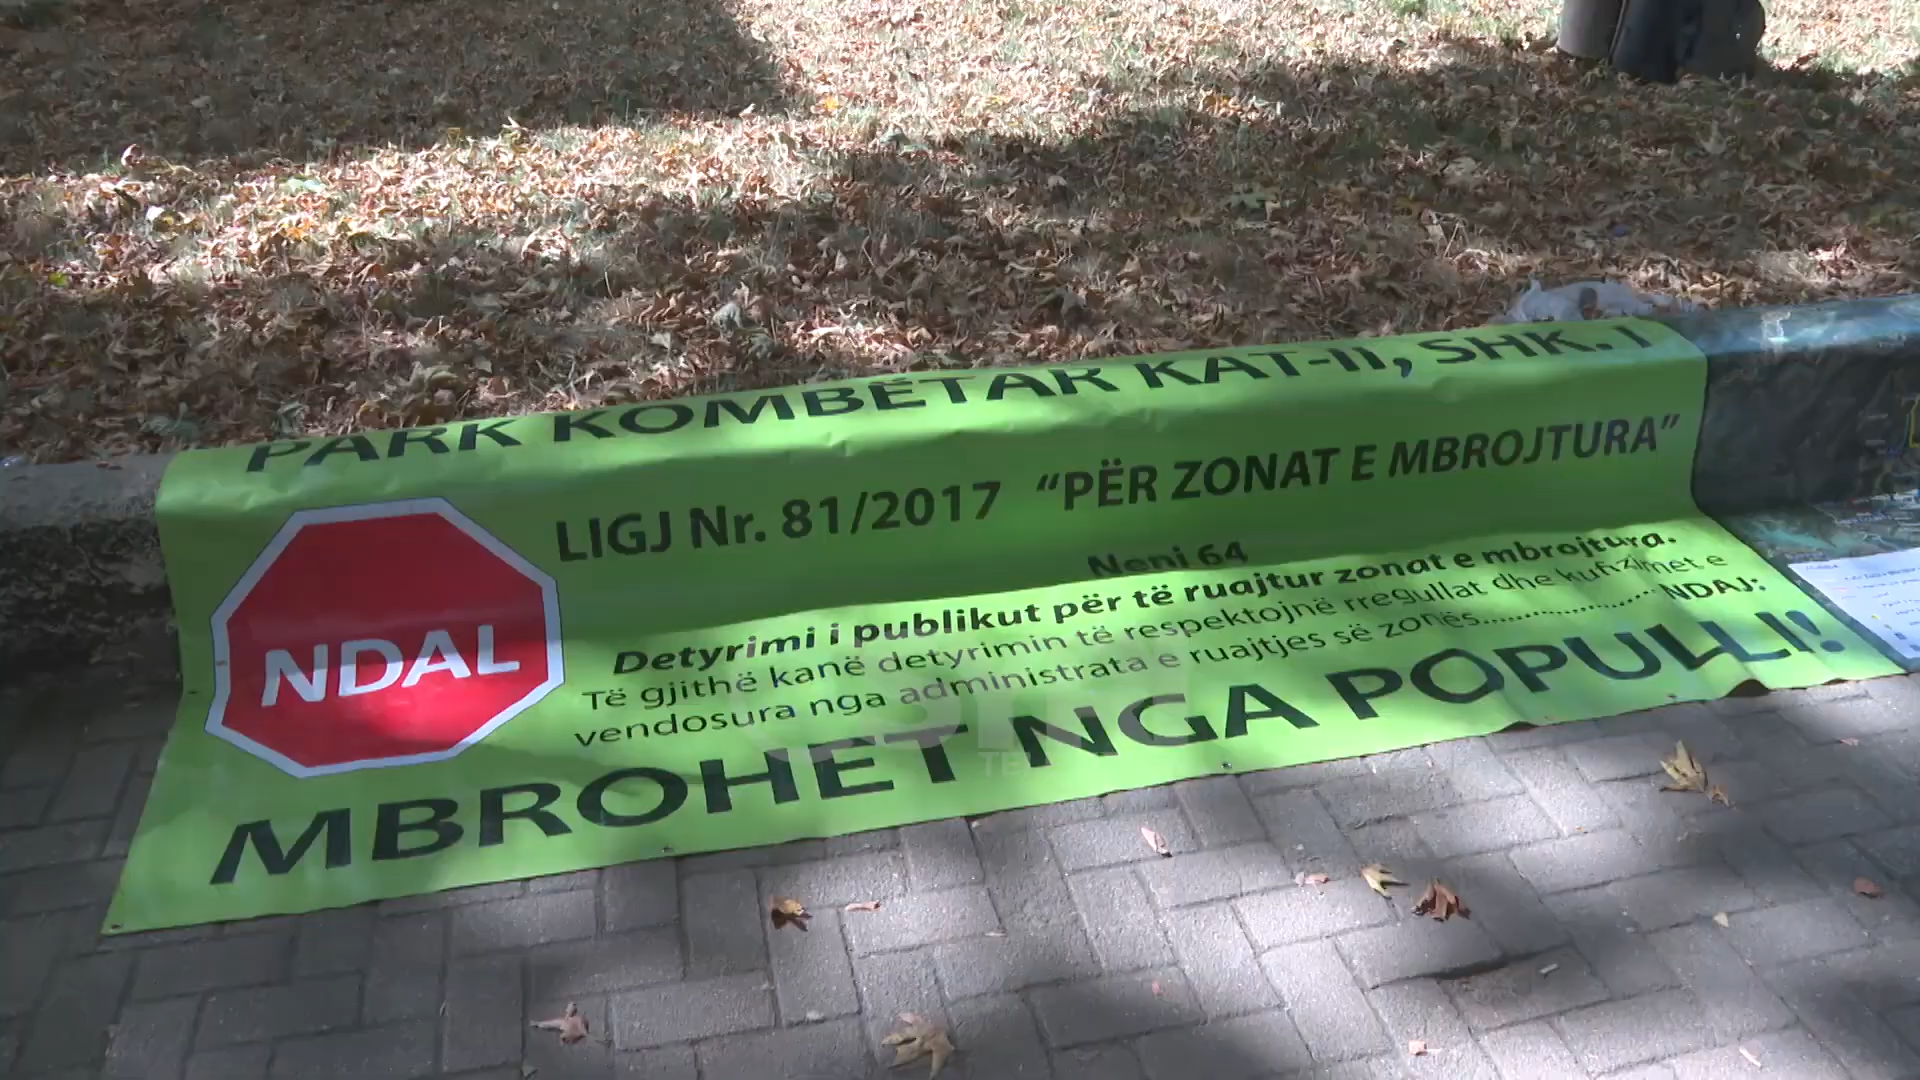 PARK KOMBËTAR KAT-II, SHK. I
LIGJ Nr. 81/2017 “PËR ZONAT E MBROJTURA”
Neni 64
Detyrimi i publikut për të ruajtur zonat e mbrojtura.
Të gjithë kanë detyrimin të respektojnë rregullat dhe kufizimet e
vendosura nga administrata e ruajtjes së zonës.............................. NDAJ:
NDAL
MBROHET NGA POPULLI!